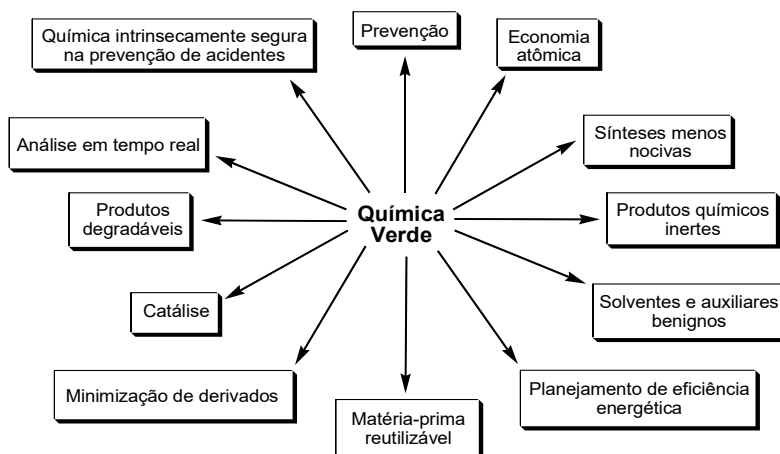 Química intrinsecamente segura
na prevenção de acidentes
Prevenção
Economia
atômica
Análise em tempo real
Sínteses menos
nocivas
Produtos
degradáveis
Química
Verde
Produtos químicos
inertes
Catálise
Solventes e auxiliares
benignos
Minimização de derivados
Matéria-prima
reutilizável
Planejamento de eficiência
energética